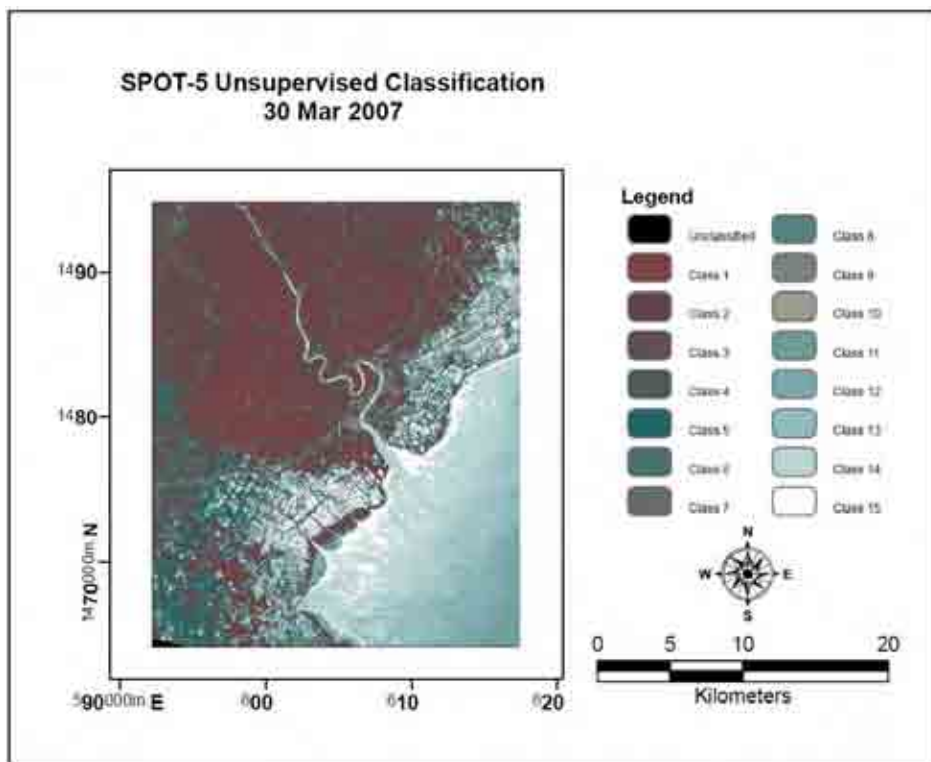 SPOT-5 Unsupervised Classification
30 Mar 2007
Legend
Unclassified
Class 1
Class 2
Class 3
Class 4
Class 5
Class 6
Class 7
Class 8
Class 9
Class 10
Class 11
Class 12
Class 13
Class 14
Class 15
1490
1480
1470000m N
590000m E
600
610
620
N
W
E
S
0
5
10
20
Kilometers